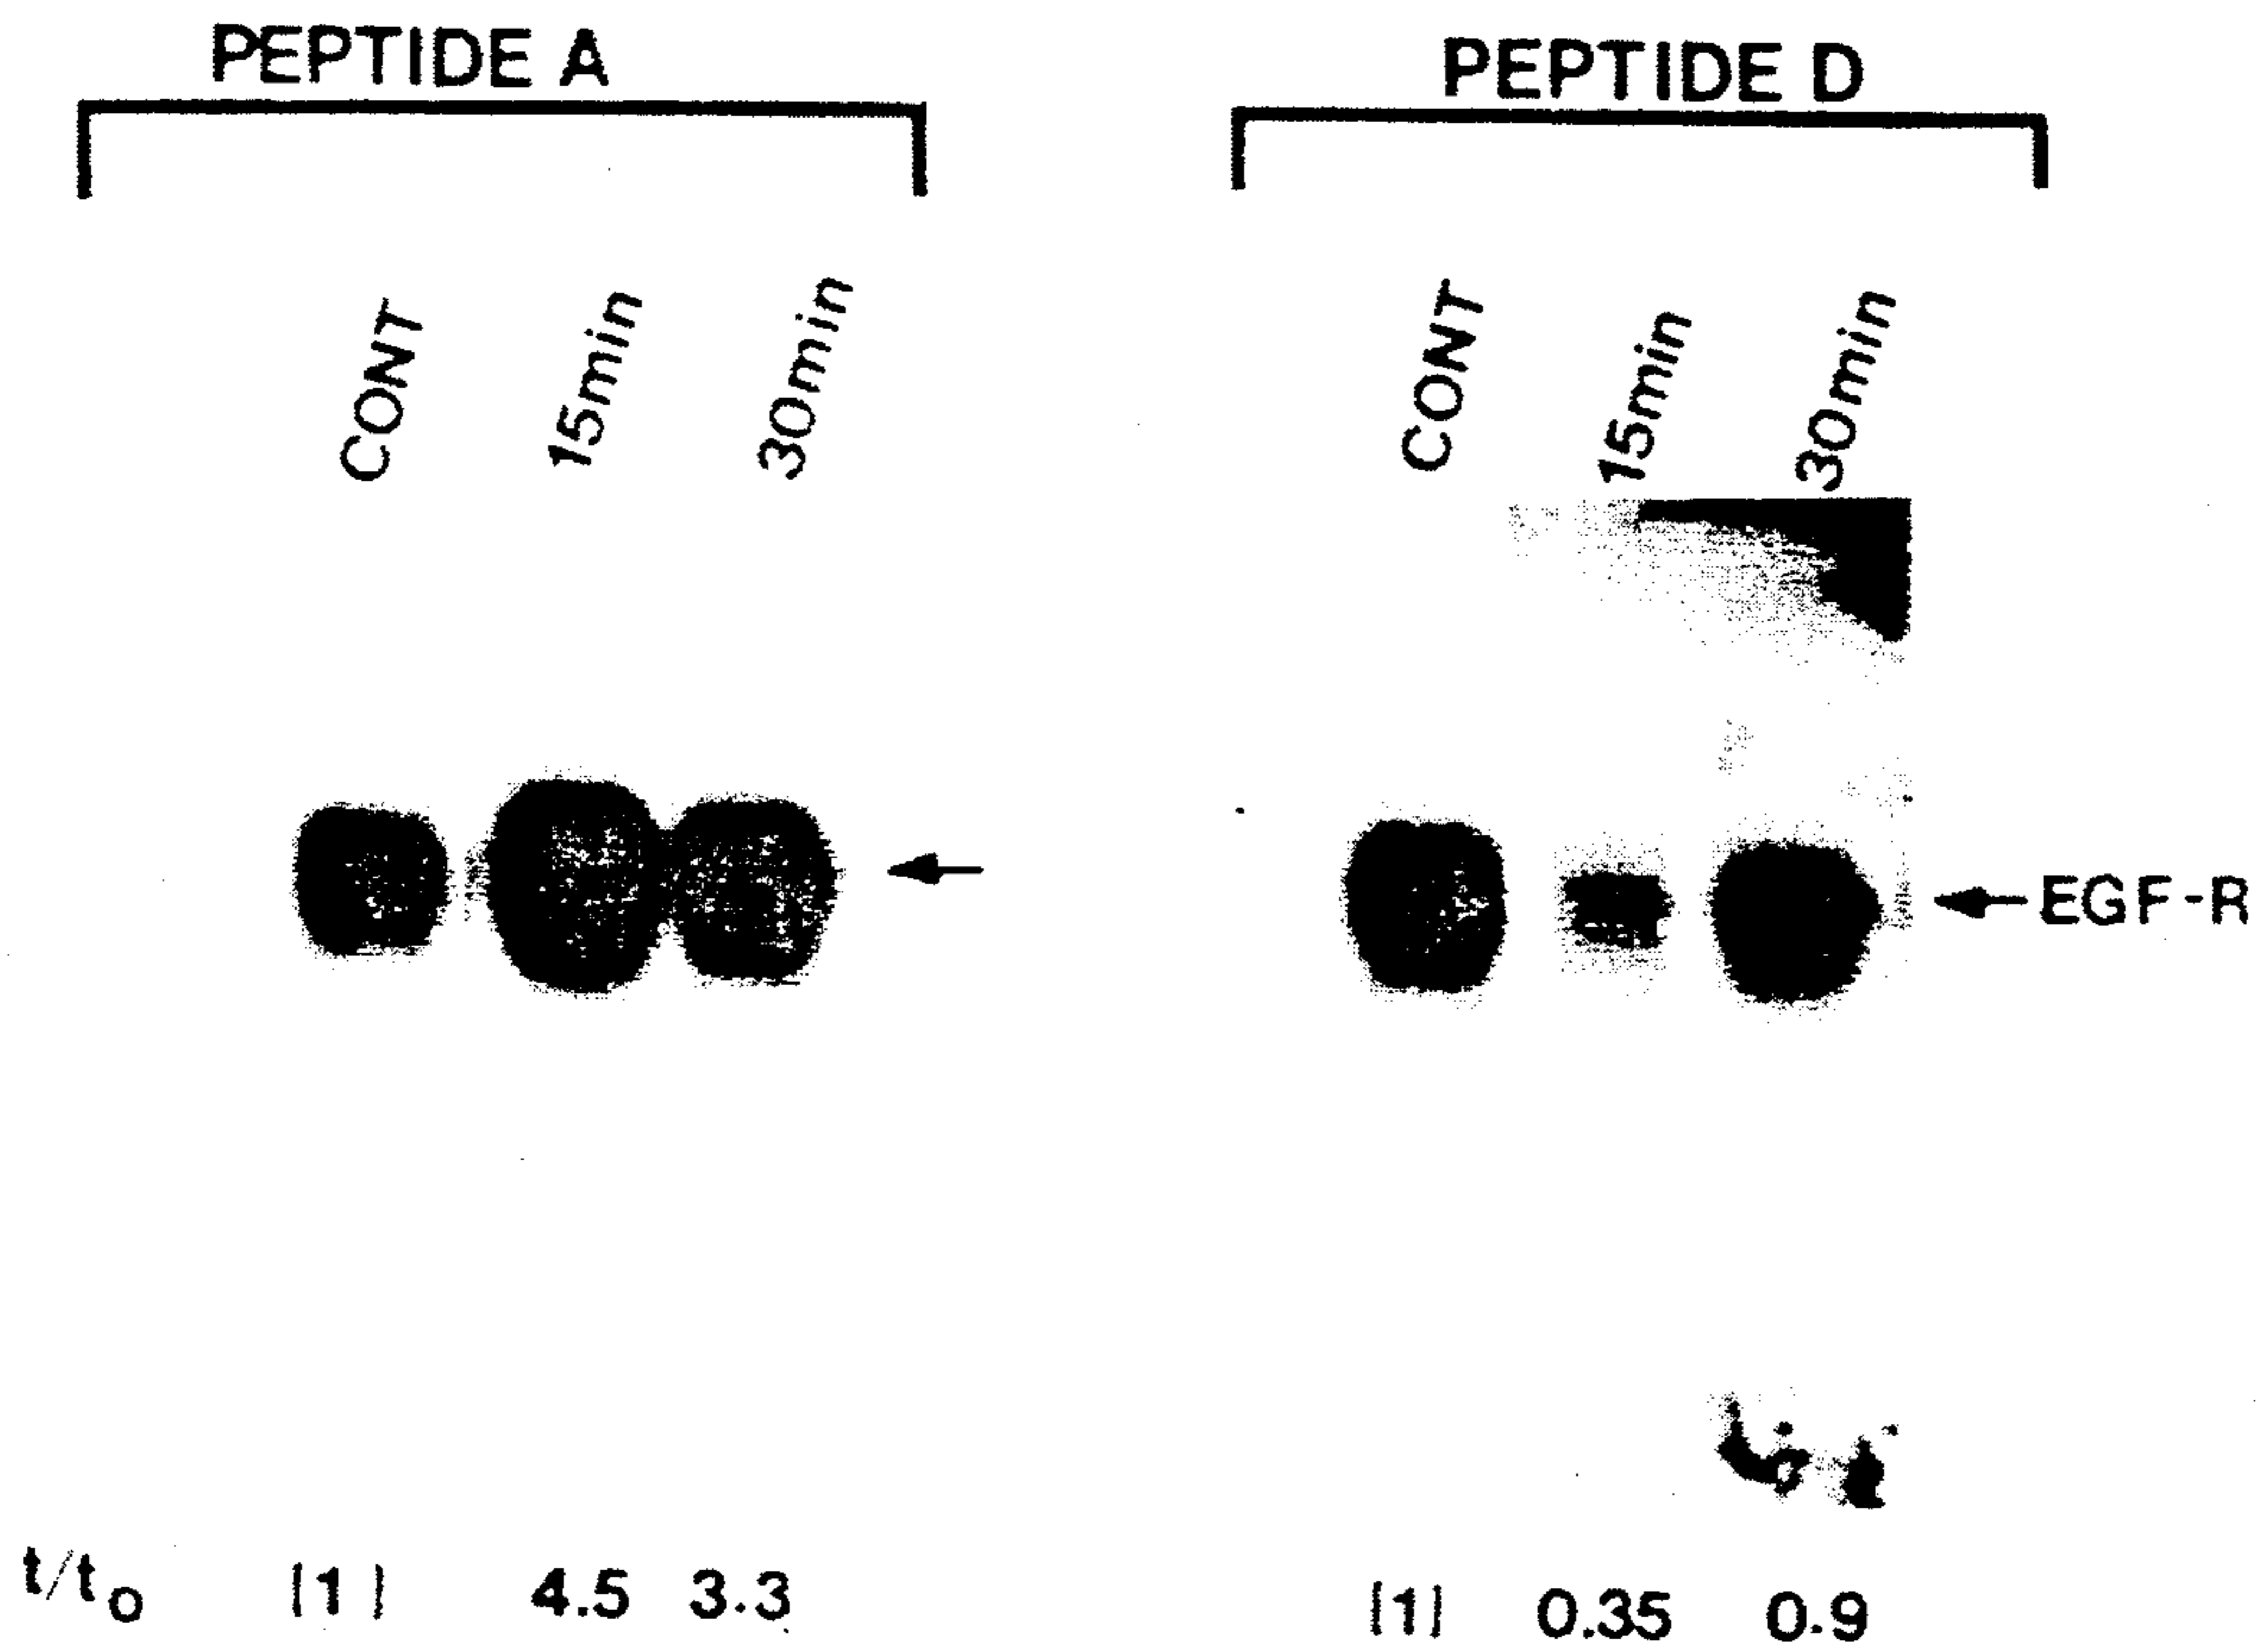 PEPTIDE A PEPTIDE D
CONT 15min 30min CONT 15min 30min
EGF-R
t/to |1| 4.5 3.3 |1| 0.35 0.9